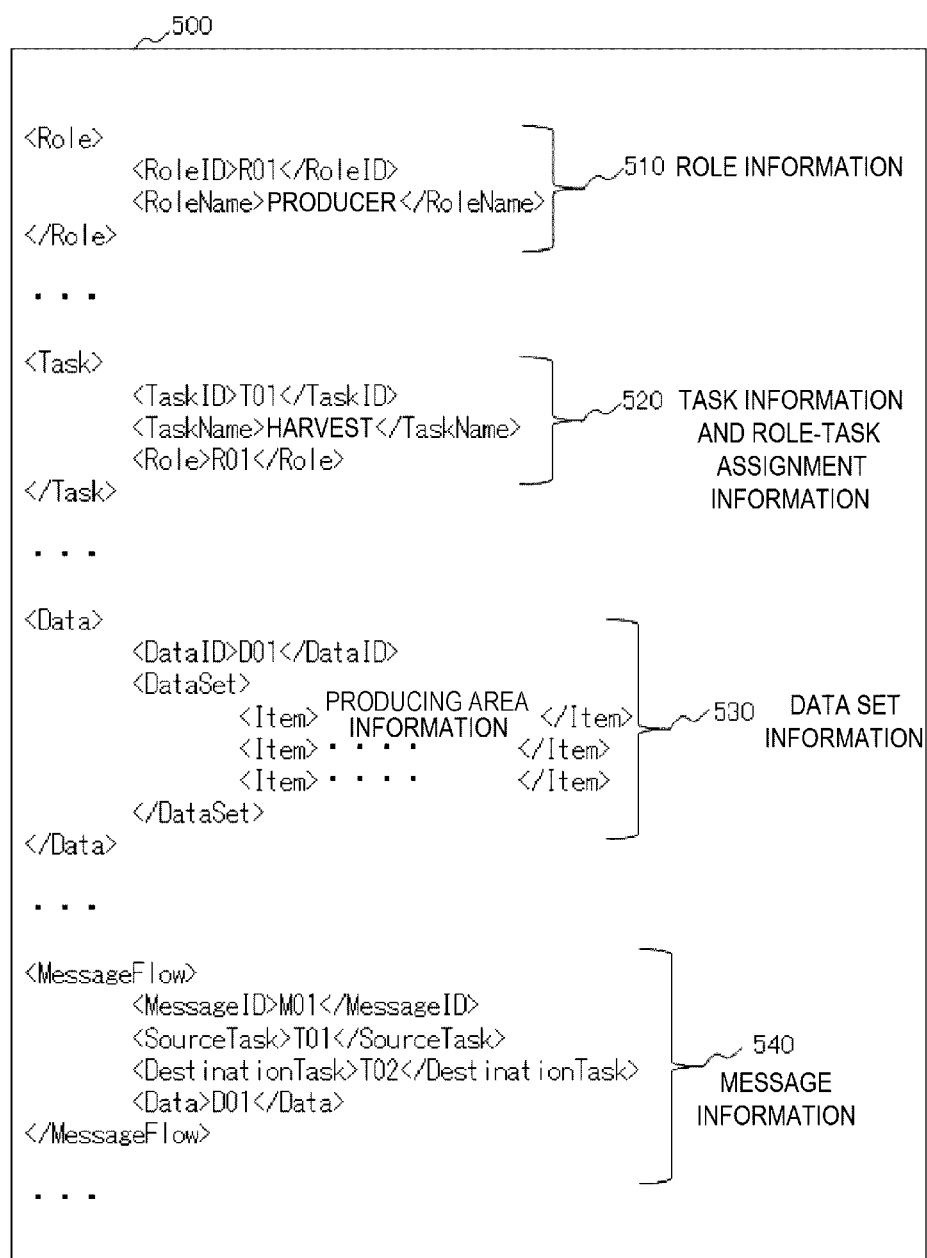 500
<Role>
<RoleID>R01</RoleID>
<RoleName>PRODUCER</RoleName>
</Role>
510 ROLE INFORMATION
. . .
<Task>
<TaskID>T01</TaskID>
<TaskName>HARVEST</TaskName>
<Role>R01</Role>
</Task>
520 TASK INFORMATION
AND ROLE-TASK
ASSIGNMENT
INFORMATION
. . .
<Data>
<DataID>D01</DataID>
<DataSet>
<Item> PRODUCING AREA
INFORMATION </Item>
<Item>・・・・ </Item>
<Item>・・・・ </Item>
</DataSet>
</Data>
530 DATA SET
INFORMATION
. . .
<MessageFlow>
<MessageID>M01</MessageID>
<SourceTask>T01</SourceTask>
<DestinationTask>T02</DestinationTask>
<Data>D01</Data>
</MessageFlow>
540
MESSAGE
INFORMATION
. . .